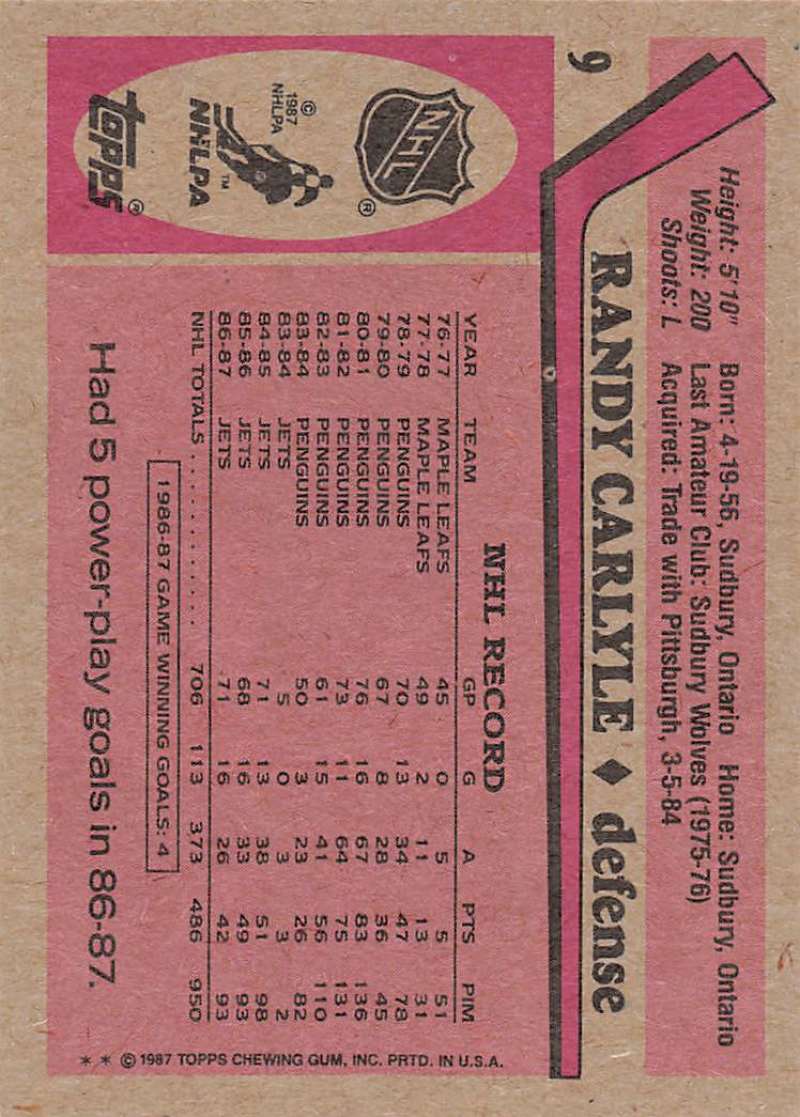 9
Height: 5'10" Born: 4-19-56, Sudbury, Ontario Home: Sudbury, Ontario
Weight: 200 Last Amateur Club: Sudbury Wolves (1975-76)
Shoots: L Acquired: Trade with Pittsburgh, 3-5-84
RANDY CARLYLE ♦ defense
NHL
®
© 1987
NHLPA
TM
NHLPA
TOPPS
®
NHL RECORD
YEAR TEAM GP G A PTS PIM
76-77 MAPLE LEAFS 45 0 5 5 51
77-78 MAPLE LEAFS 49 2 11 13 31
78-79 PENGUINS 70 13 34 47 78
79-80 PENGUINS 67 8 28 36 45
80-81 PENGUINS 76 16 67 83 136
81-82 PENGUINS 73 11 64 75 131
82-83 PENGUINS 61 15 41 56 110
83-84 PENGUINS 50 3 23 26 82
83-84 JETS 5 0 3 3 2
84-85 JETS 71 13 38 51 98
85-86 JETS 68 16 33 49 93
86-87 JETS 71 16 26 42 93
NHL TOTALS . . . . . . . . . . . . 706 113 373 486 950
1986-87 GAME WINNING GOALS: 4
Had 5 power-play goals in 86-87.
* * © 1987 TOPPS CHEWING GUM, INC. PRTD. IN U.S.A.